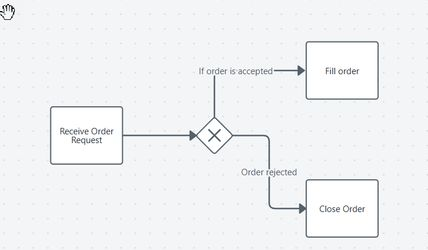 If order is accepted
Fill order
Receive Order
Request
Order rejected
Close Order